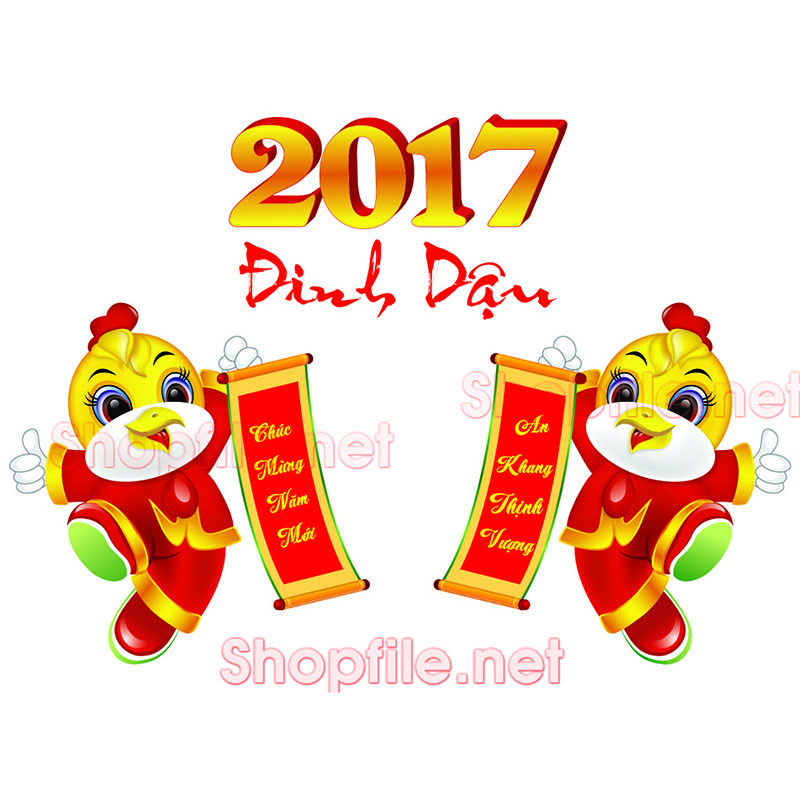 2017
Đinh Dậu
Chúc
Mừng
Năm
Mới
An
Khang
Thịnh
Vượng
Shopfile.net
Shopfile.net
Shopfile.net